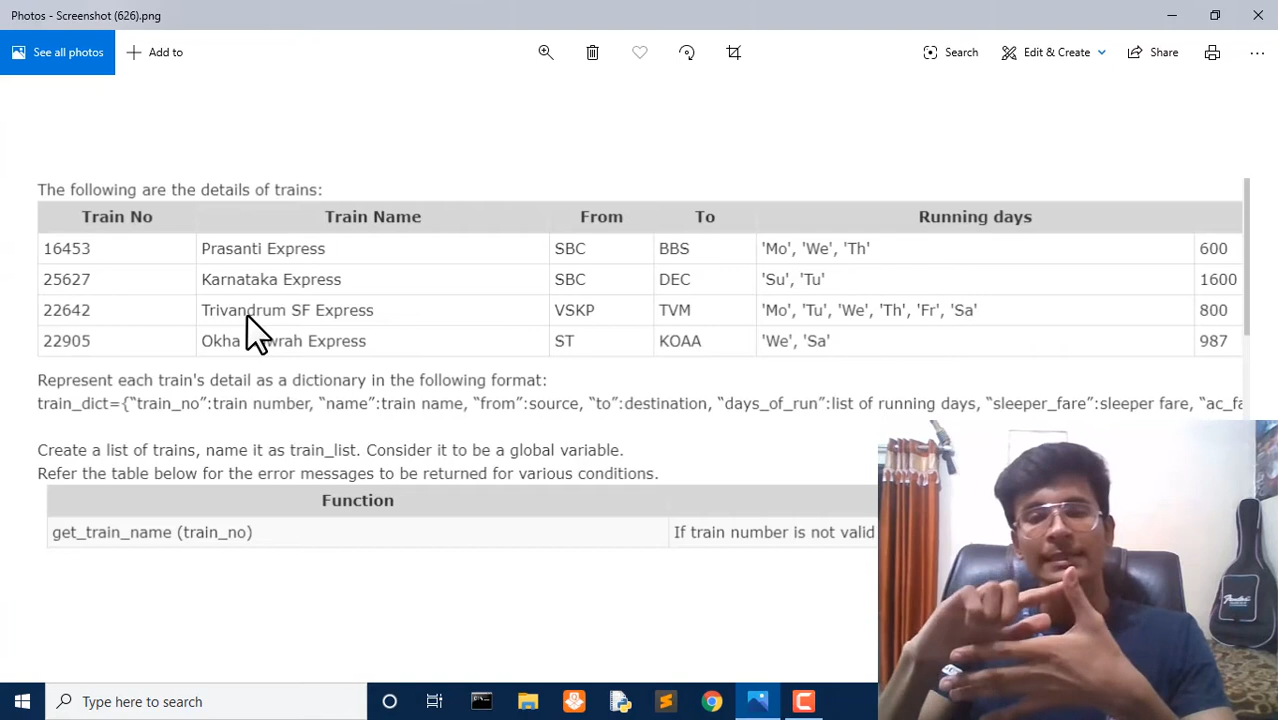 Photos - Screenshot (626).png
See all photos
Add to
Search
Edit & Create
Share
The following are the details of trains:
Train No Train Name From To Running days
16453 Prasanti Express SBC BBS 'Mo', 'We', 'Th' 600
25627 Karnataka Express SBC DEC 'Su', 'Tu' 1600
22642 Trivandrum SF Express VSKP TVM 'Mo', 'Tu', 'We', 'Th', 'Fr', 'Sa' 800
22905 Okha Express ST KOAA 'We', 'Sa' 987
Represent each train's detail as a dictionary in the following format:
train_dict={“train_no”:train number, “name”:train name, “from”:source, “to”:destination, “days_of_run”:list of running days, “sleeper_fare”:sleeper fare, “ac_fa
Create a list of trains, name it as train_list. Consider it to be a global variable.
Refer the table below for the error messages to be returned for various conditions.
Function
get_train_name (train_no) If train number is not valid
Fender
Type here to search